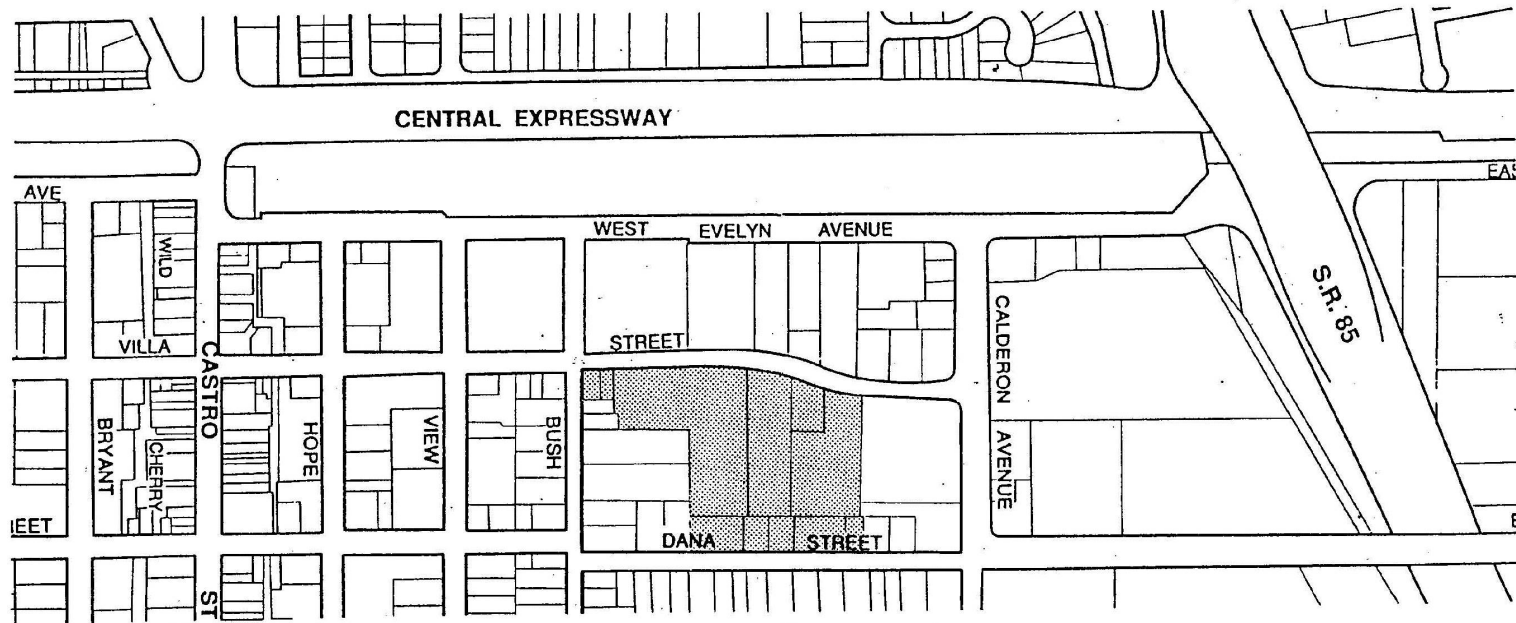 CENTRAL EXPRESSWAY
AVE
EAS
WEST EVELYN AVENUE
WILD
S.R. 85
CALDERON
STREET
VILLA
CASTRO
BRYANT
CHERRY
HOPE
VIEW
BUSH
AVENUE
EET
DANA STREET
E
ST